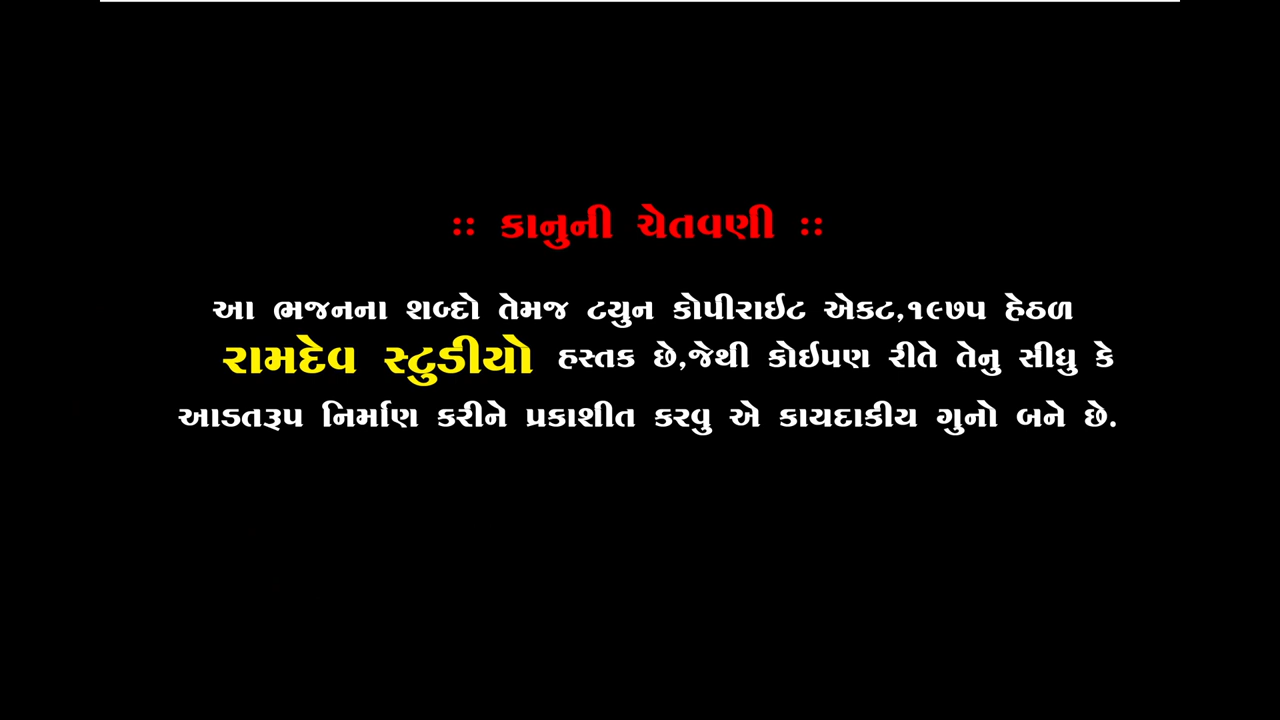 :: કાનુની ચેતવણી ::
આ ભજનના શબ્દો તેમજ ટયુન કોપીરાઈટ એકટ,૧૯૭૫ હેઠળ
રામદેવ સ્ટુડીયો હસ્તક છે,જેથી કોઈપણ રીતે તેનુ સીધુ કે
આડતરૂપ નિર્માણ કરીને પ્રકાશીત કરવુ એ કાયદાકીય ગુનો બને છે.